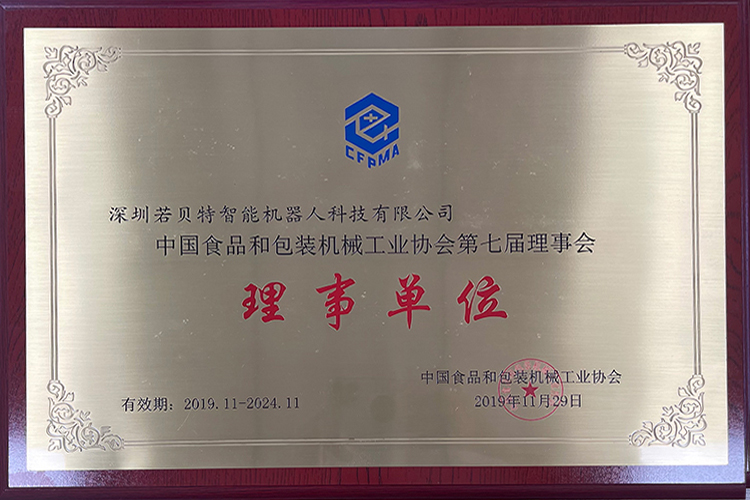 CFPMA
深圳若贝特智能机器人科技有限公司
中国食品和包装机械工业协会第七届理事会
理事单位
中国食品和包装机械工业协会
有效期：2019.11-2024.11
2019年11月29日